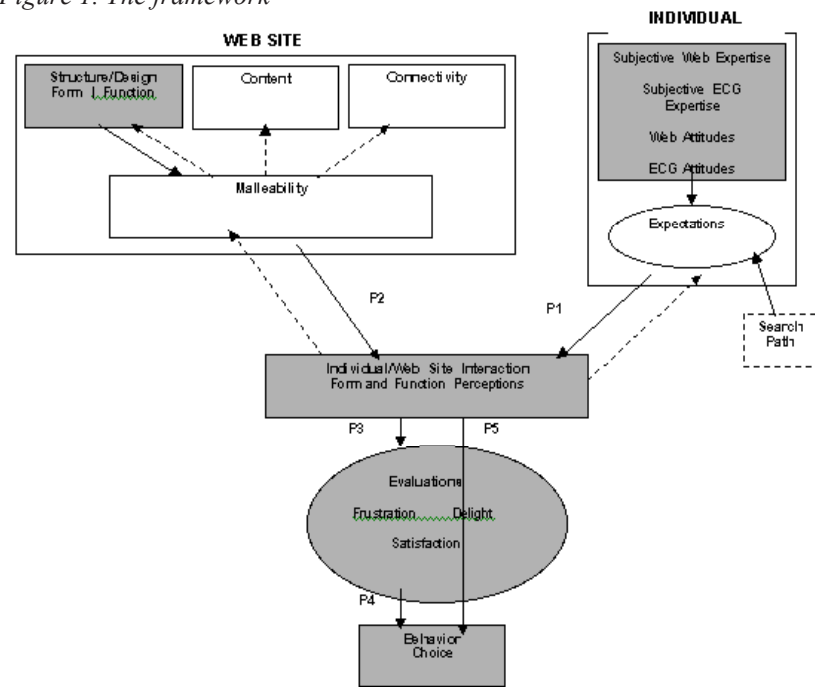 Figure 1. The framework
WEB SITE
Structure/Design
Form | Function
Content
Connectivity
Malleability
INDIVIDUAL
Subjective Web Expertise
Subjective ECG
Expertise
Web Attitudes
ECG Attitudes
Expectations
P2
P1
Search
Path
Individual/Web Site Interaction
Form and Function Perceptions
P3
P5
Evaluations
Frustration Delight
Satisfaction
P4
Behavior
Choice